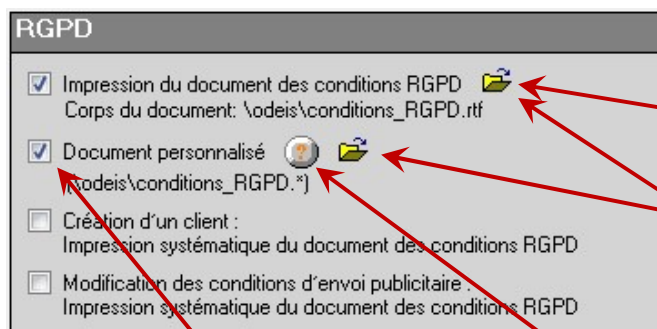 RGPD
Impression du document des conditions RGPD
Corps du document: \odeis\conditions_RGPD.rtf
Document personnalisé
(\odeis\conditions_RGPD.*)
Création d'un client :
Impression systématique du document des conditions RGPD
Modification des conditions d'envoi publicitaire :
Impression systématique du document des conditions RGPD